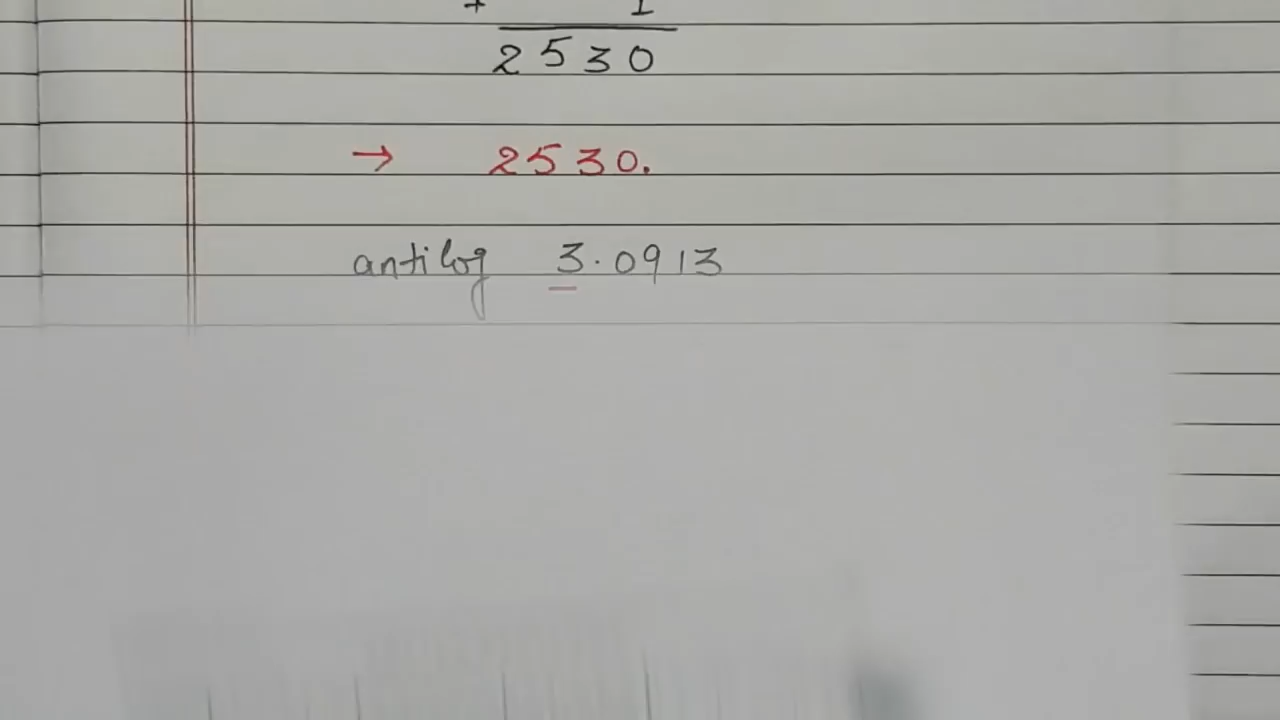 + 1
2530
→ 2530.
antilog 3.0913